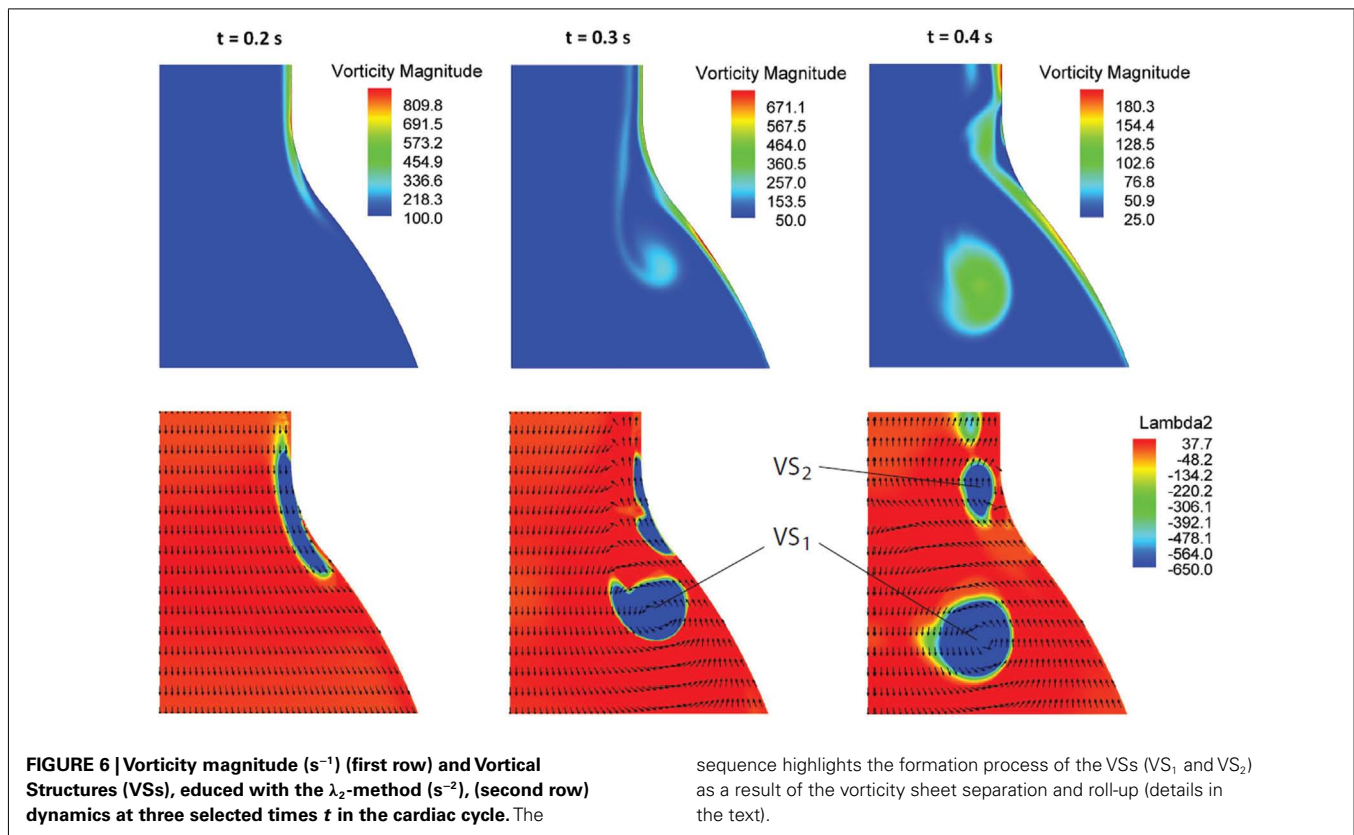 t = 0.2 s
t = 0.3 s
t = 0.4 s
Vorticity Magnitude
809.8
691.5
573.2
454.9
336.6
218.3
100.0
Vorticity Magnitude
671.1
567.5
464.0
360.5
257.0
153.5
50.0
Vorticity Magnitude
180.3
154.4
128.5
102.6
76.8
50.9
25.0
VS₂
VS₁
Lambda2
37.7
-48.2
-134.2
-220.2
-306.1
-392.1
-478.1
-564.0
-650.0
FIGURE 6 | Vorticity magnitude (s⁻¹) (first row) and Vortical
Structures (VSs), educed with the λ₂-method (s⁻²), (second row)
dynamics at three selected times t in the cardiac cycle. The
sequence highlights the formation process of the VSs (VS₁ and VS₂)
as a result of the vorticity sheet separation and roll-up (details in
the text).